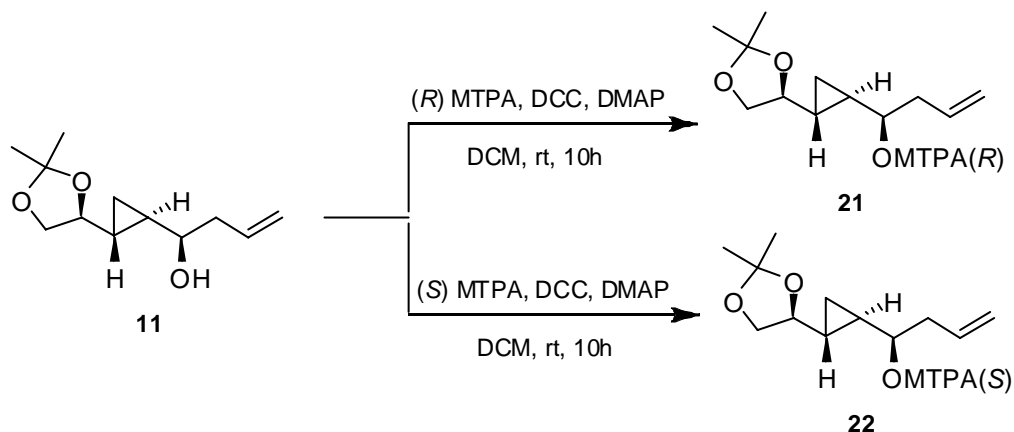 (R) MTPA, DCC, DMAP
DCM, rt, 10h
O
O
H
H
OMTPA(R)
21
O
O
H
H
OH
11
(S) MTPA, DCC, DMAP
DCM, rt, 10h
O
O
H
H
OMTPA(S)
22